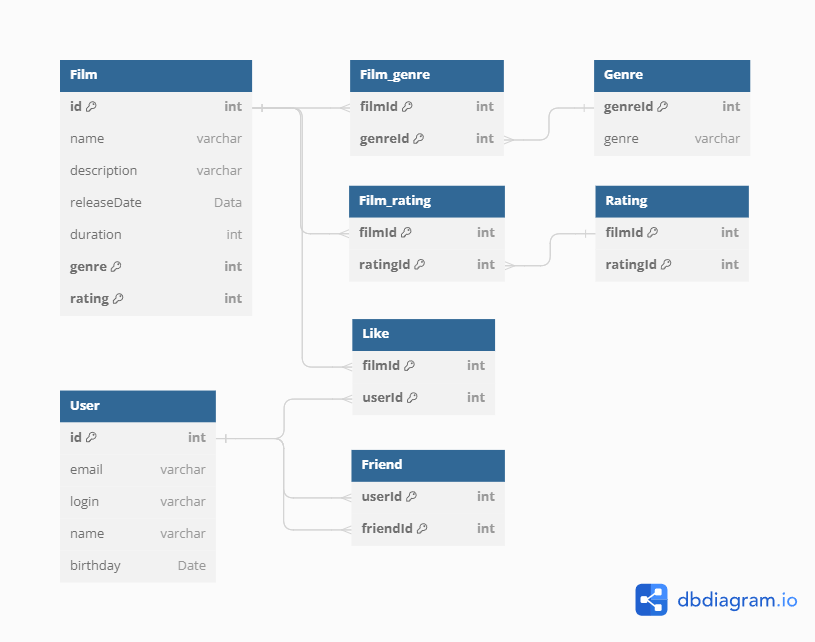 Film
id int
name varchar
description varchar
releaseDate Data
duration int
genre int
rating int
Film_genre
filmId int
genreId int
Genre
genreId int
genre varchar
Film_rating
filmId int
ratingId int
Rating
filmId int
ratingId int
Like
filmId int
userId int
User
id int
email varchar
login varchar
name varchar
birthday Date
Friend
userId int
friendId int
dbdiagram.io